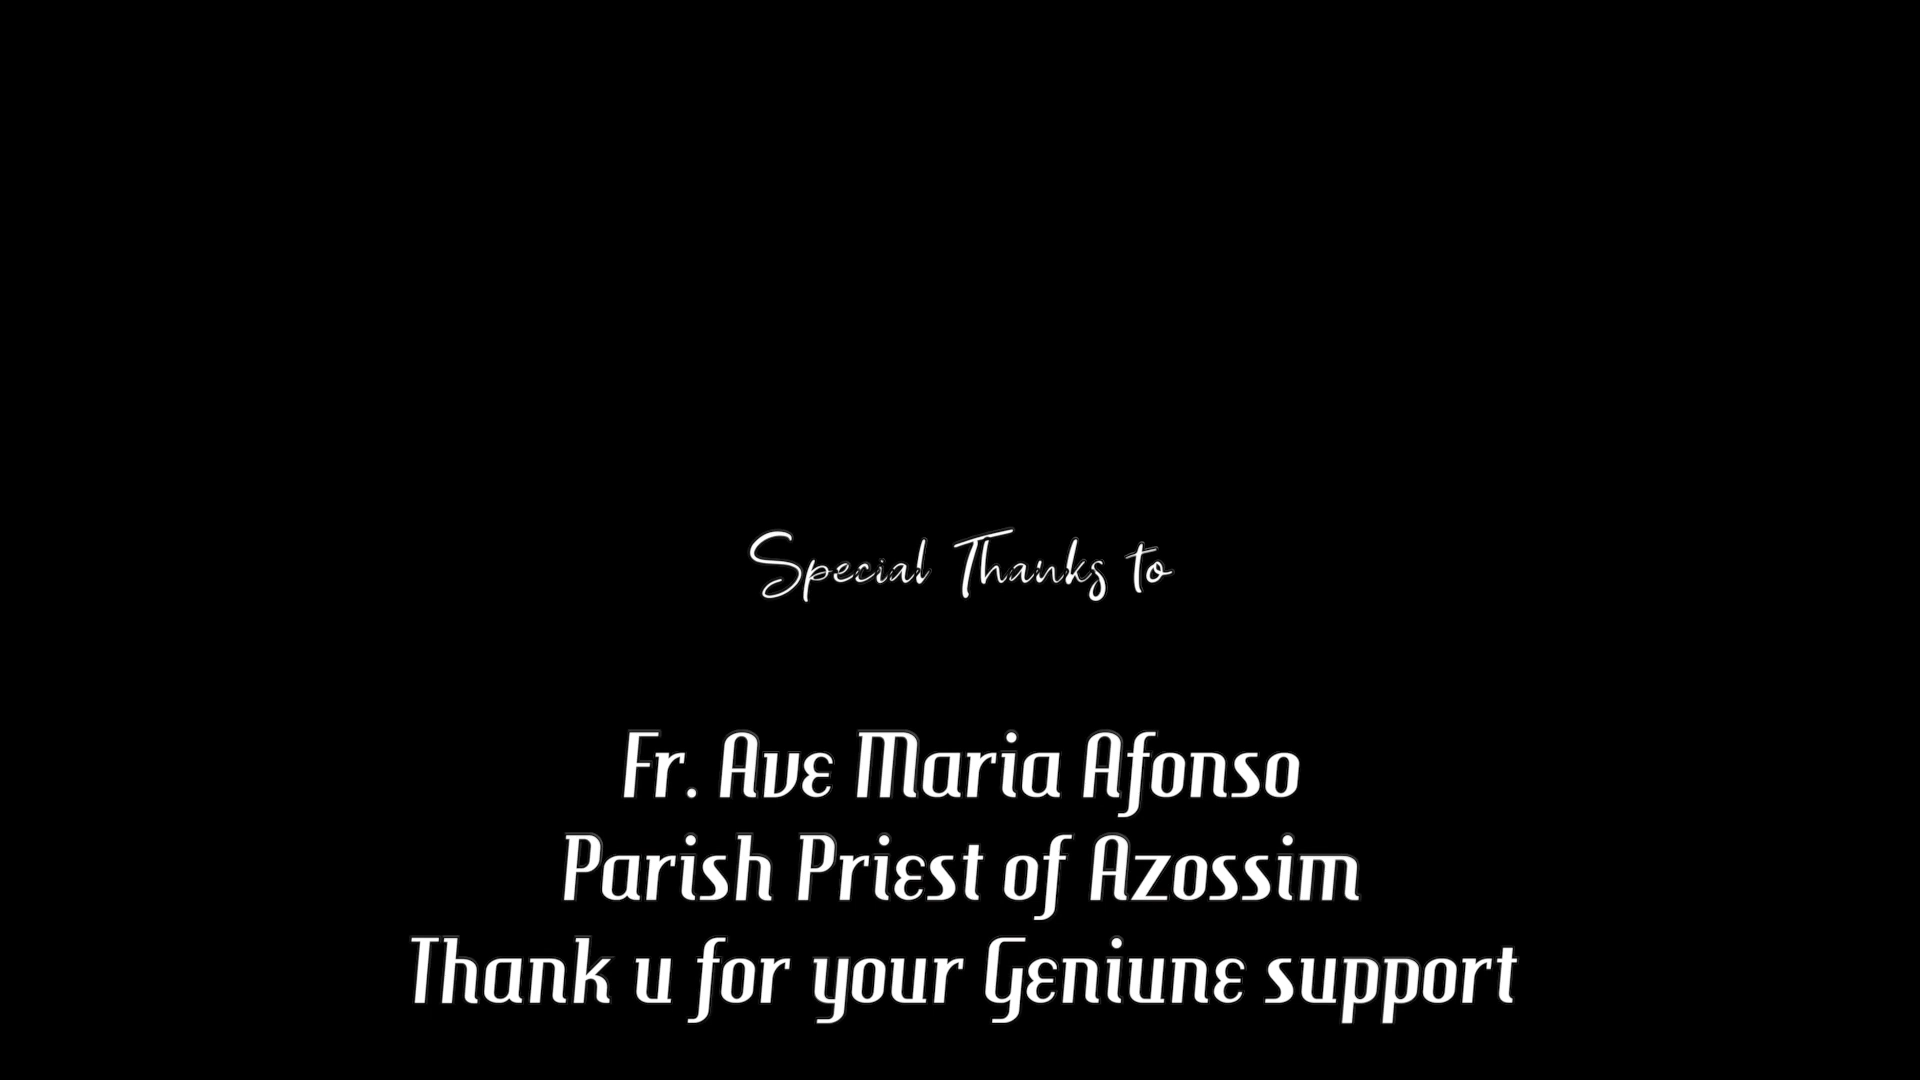 Special Thanks to
Fr. Ave Maria Afonso
Parish Priest of Azossim
Thank u for your Geniune support